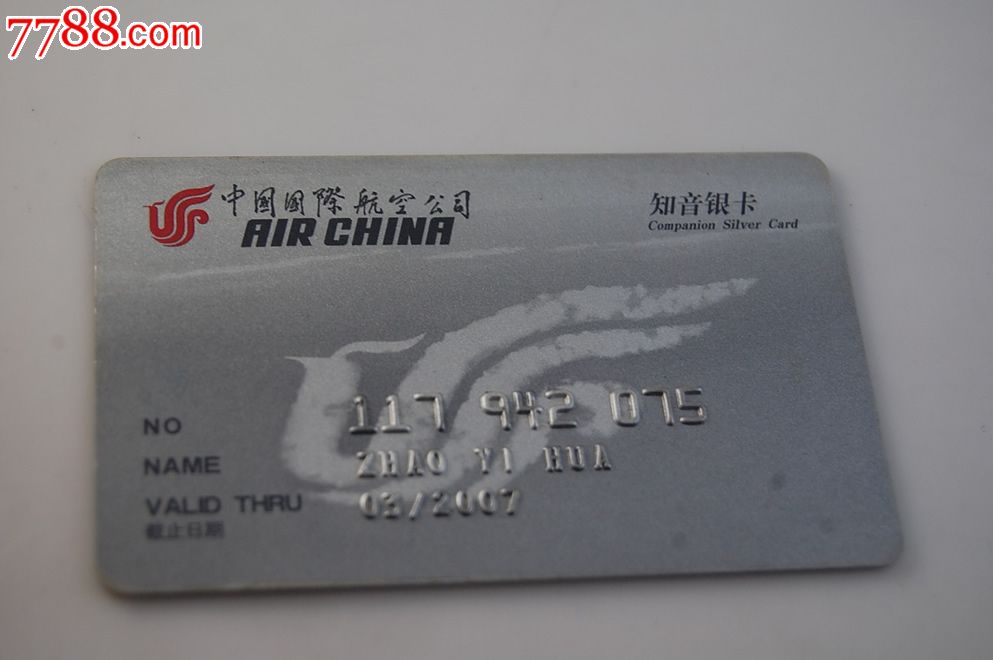 7788.com
中国国際航空公司
AIR CHINA
知音银卡
Companion Silver Card
NO 117 942 075
NAME ZHAO YI HUA
VALID THRU 03/2007
截止日期